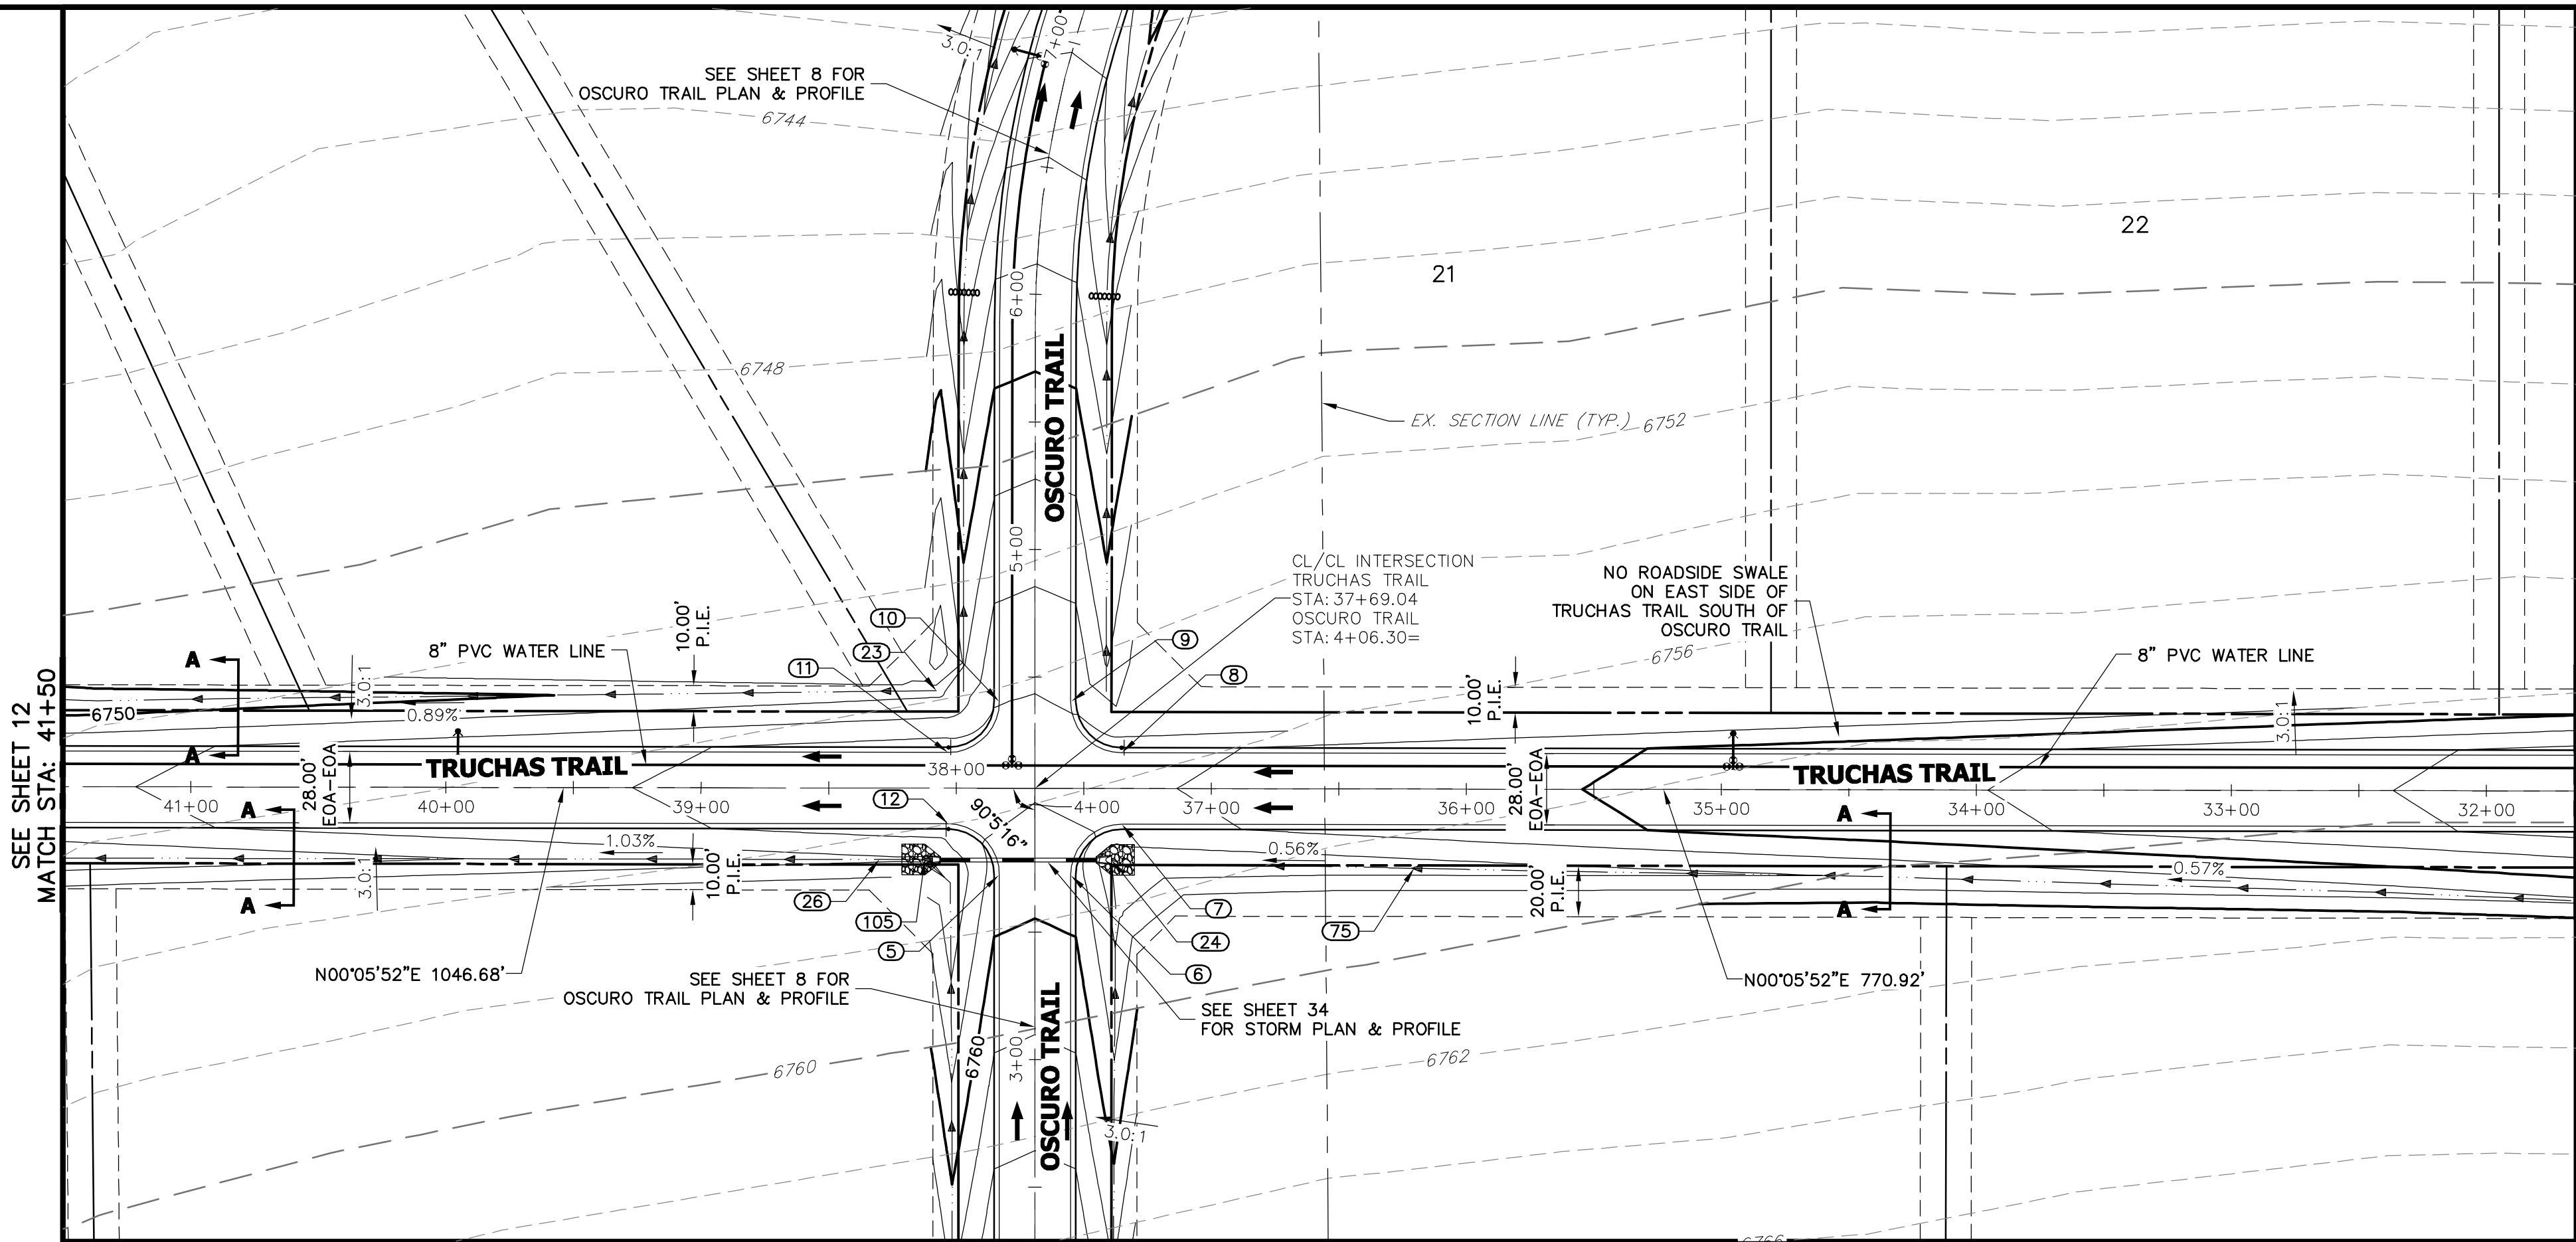 3.0:1
7+00
SEE SHEET 8 FOR
OSCURO TRAIL PLAN & PROFILE
6744
22
21
6+00
OSCURO TRAIL
6748
EX. SECTION LINE (TYP.)
6752
5+00
CL/CL INTERSECTION
TRUCHAS TRAIL
STA: 37+69.04
OSCURO TRAIL
STA: 4+06.30=
NO ROADSIDE SWALE
ON EAST SIDE OF
TRUCHAS TRAIL SOUTH OF
OSCURO TRAIL
6756
10
9
23
11
8
10.00'
P.I.E.
8" PVC WATER LINE
8" PVC WATER LINE
A
3.0:1
6750
0.89%
10.00'
P.I.E.
3.0:1
SEE SHEET 12
MATCH STA: 41+50
A
28.00'
EOA-EOA
TRUCHAS TRAIL
38+00
28.00'
EOA-EOA
TRUCHAS TRAIL
41+00
40+00
39+00
4+00
37+00
36+00
35+00
34+00
33+00
32+00
A
12
90°5'16"
A
1.03%
0.56%
0.57%
3.0:1
10.00'
P.I.E.
20.00'
P.I.E.
A
26
105
5
7
24
6
75
A
N00°05'52"E 1046.68'
SEE SHEET 8 FOR
OSCURO TRAIL PLAN & PROFILE
N00°05'52"E 770.92'
SEE SHEET 34
FOR STORM PLAN & PROFILE
6760
6760
3+00
OSCURO TRAIL
6762
3.0:1
6766